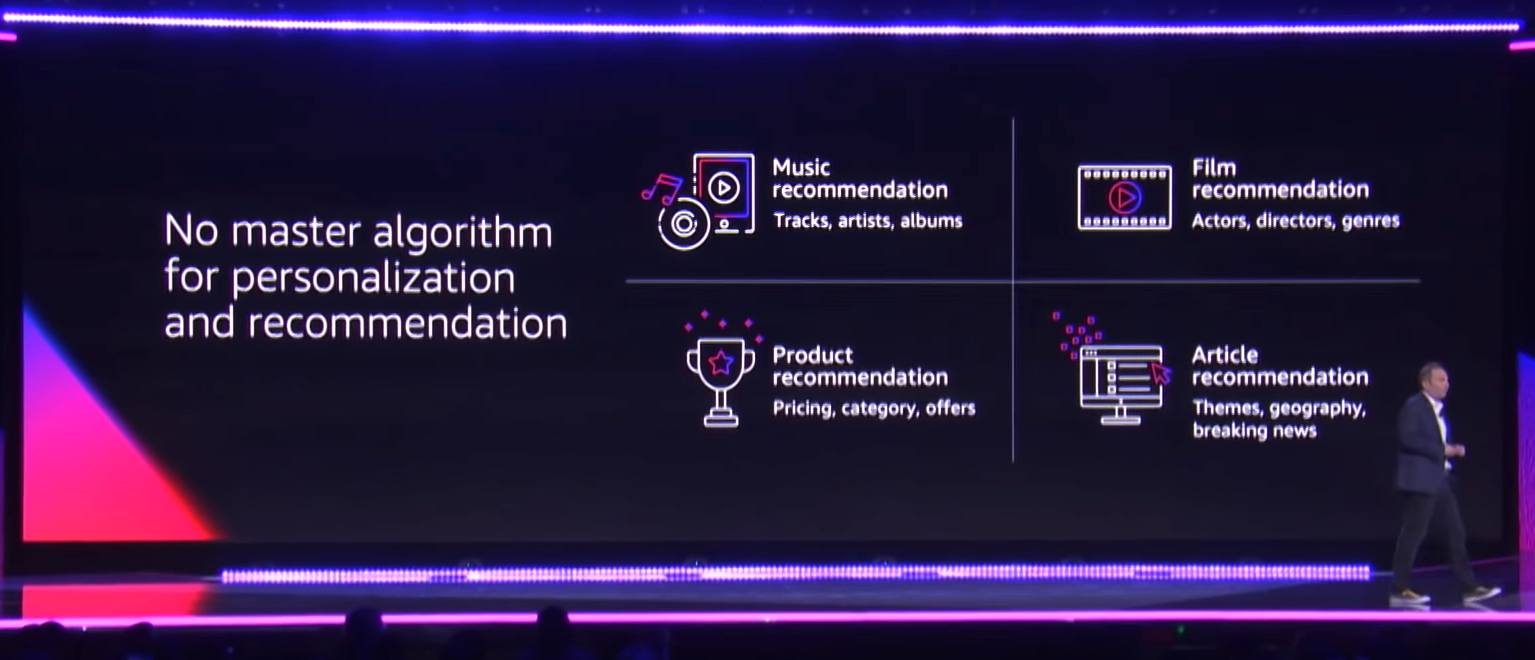 No master algorithm
for personalization
and recommendation
Music
recommendation
Tracks, artists, albums
Film
recommendation
Actors, directors, genres
Product
recommendation
Pricing, category, offers
Article
recommendation
Themes, geography,
breaking news